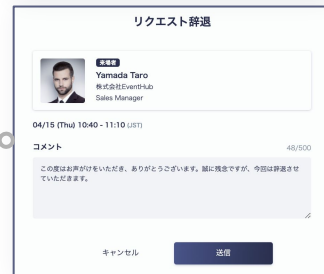 リクエスト辞退
来場者
Yamada Taro
株式会社EventHub
Sales Manager
04/15 (Thu) 10:40 - 11:10 (JST)
コメント
48/500
この度はお声がけをいただき、ありがとうございます。誠に残念ですが、今回は辞退させ
ていただきます。
キャンセル
送信